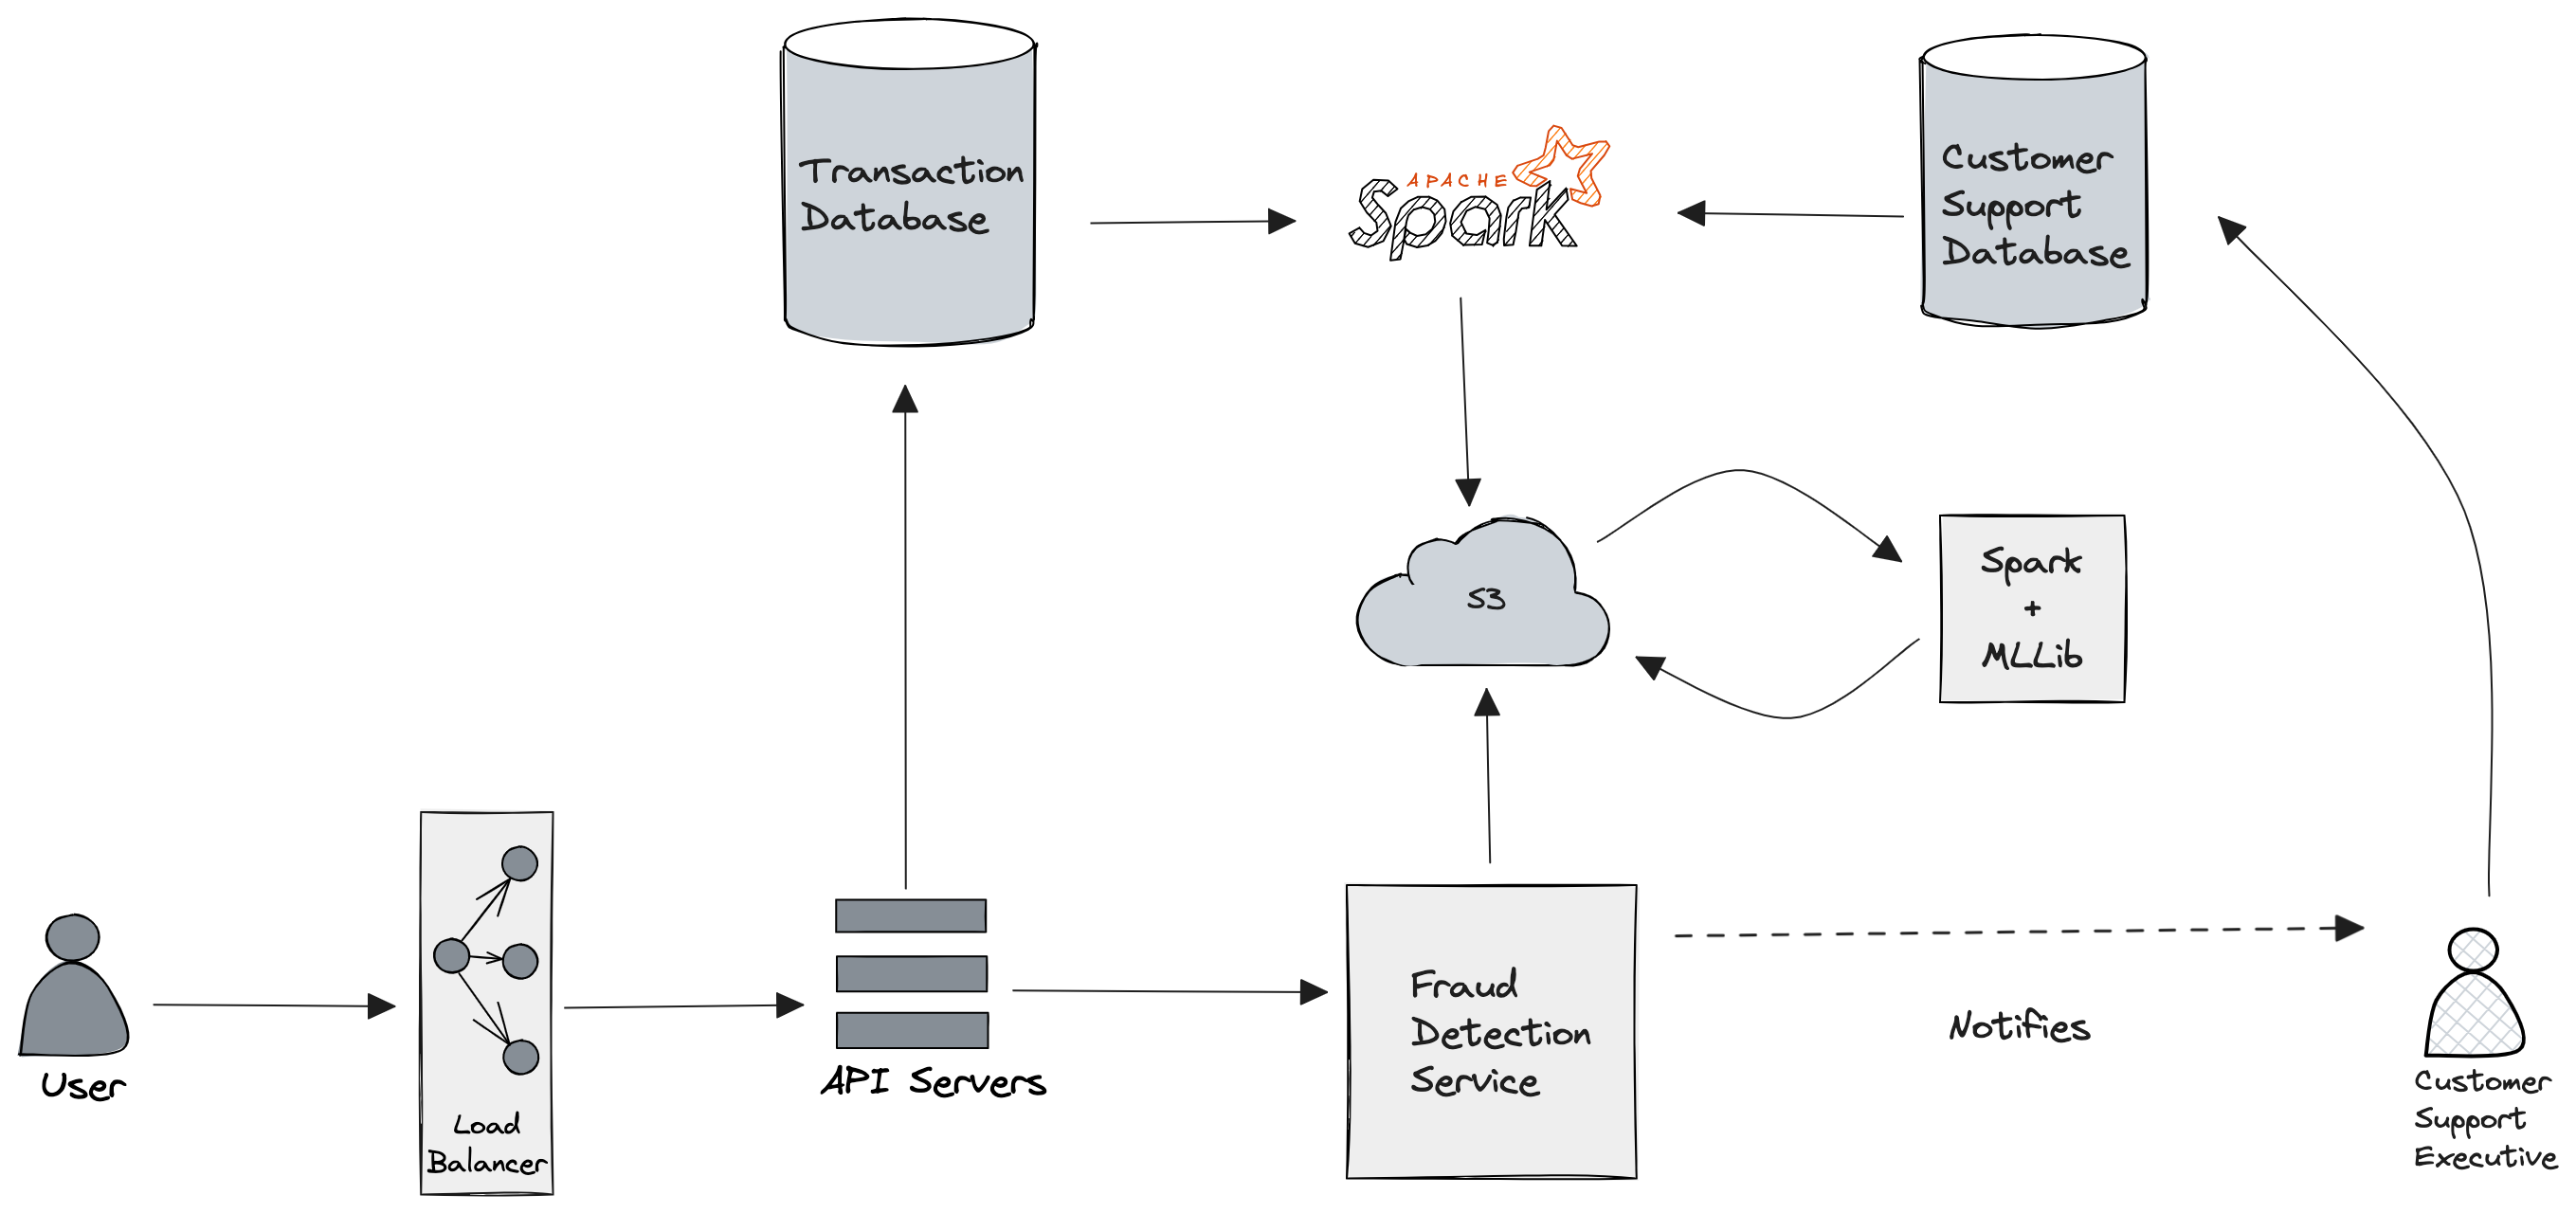 Transaction
Database
APACHE
Spark
Customer
Support
Database
S3
Spark
+
MLLib
User
Load
Balancer
API Servers
Fraud
Detection
Service
Notifies
Customer
Support
Executive